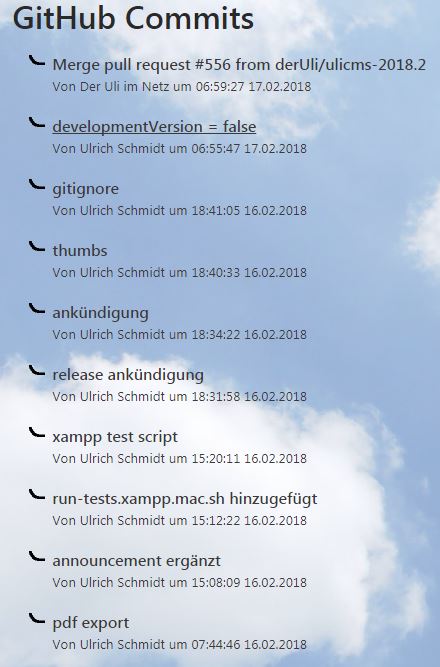 GitHub Commits
Merge pull request #556 from derUli/ulicms-2018.2
Von Der Uli im Netz um 06:59:27 17.02.2018
developmentVersion = false
Von Ulrich Schmidt um 06:55:47 17.02.2018
gitignore
Von Ulrich Schmidt um 18:41:05 16.02.2018
thumbs
Von Ulrich Schmidt um 18:40:33 16.02.2018
ankündigung
Von Ulrich Schmidt um 18:34:22 16.02.2018
release ankündigung
Von Ulrich Schmidt um 18:31:58 16.02.2018
xampp test script
Von Ulrich Schmidt um 15:20:11 16.02.2018
run-tests.xampp.mac.sh hinzugefügt
Von Ulrich Schmidt um 15:12:22 16.02.2018
announcement ergänzt
Von Ulrich Schmidt um 15:08:09 16.02.2018
pdf export
Von Ulrich Schmidt um 07:44:46 16.02.2018